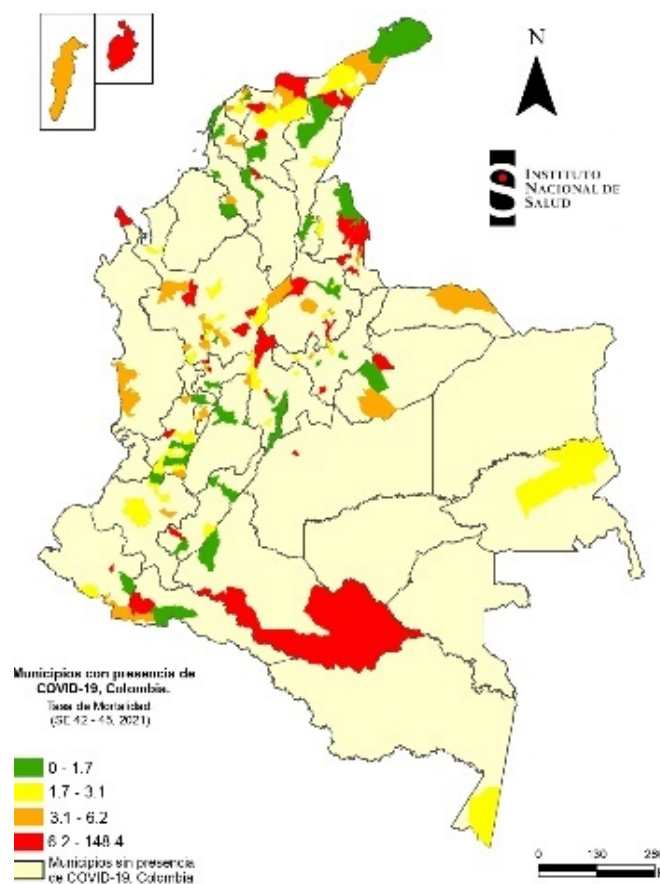 N
INSTITUTO
NACIONAL DE
SALUD
Municipios con presencia de
COVID-19, Colombia.
Tasa de Mortalidad
(SE 42 - 45, 2021)
0 - 1.7
1.7 - 3.1
3.1 - 6.2
6.2 - 148.4
Municipios sin presencia
de COVID-19, Colombia
0 130 260